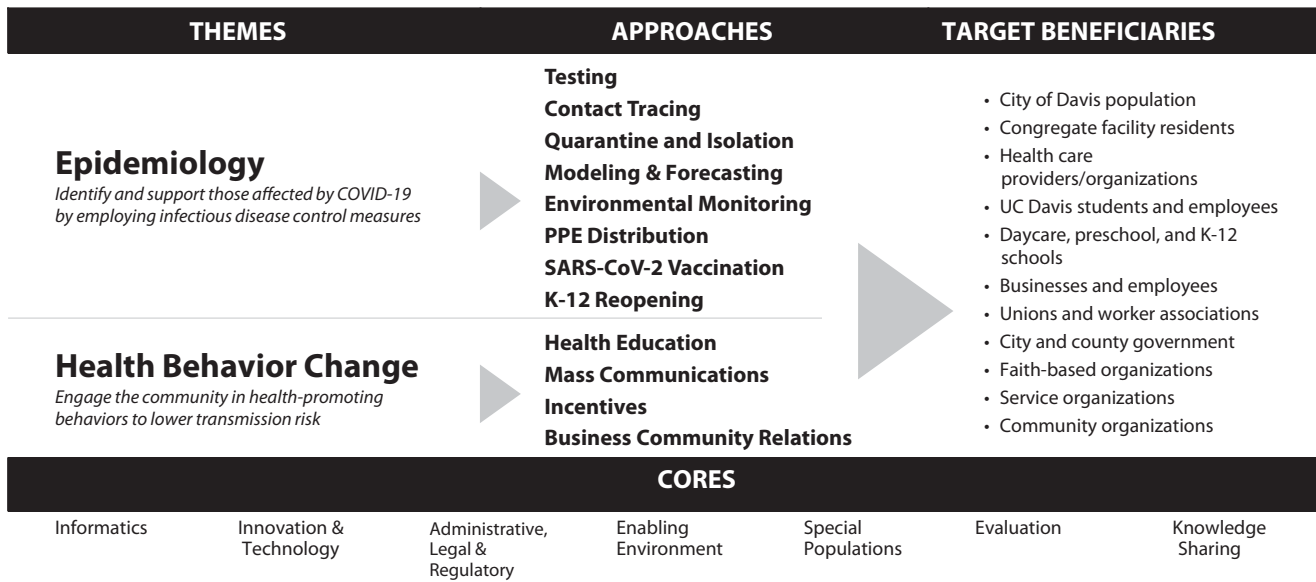 THEMES
APPROACHES
TARGET BENEFICIARIES
Epidemiology
Identify and support those affected by COVID-19
by employing infectious disease control measures
Testing
Contact Tracing
Quarantine and Isolation
Modeling & Forecasting
Environmental Monitoring
PPE Distribution
SARS-CoV-2 Vaccination
K-12 Reopening
Health Behavior Change
Engage the community in health-promoting
behaviors to lower transmission risk
Health Education
Mass Communications
Incentives
Business Community Relations
• City of Davis population
• Congregate facility residents
• Health care
providers/organizations
• UC Davis students and employees
• Daycare, preschool, and K-12
schools
• Businesses and employees
• Unions and worker associations
• City and county government
• Faith-based organizations
• Service organizations
• Community organizations
CORES
Informatics
Innovation &
Technology
Administrative,
Legal &
Regulatory
Enabling
Environment
Special
Populations
Evaluation
Knowledge
Sharing